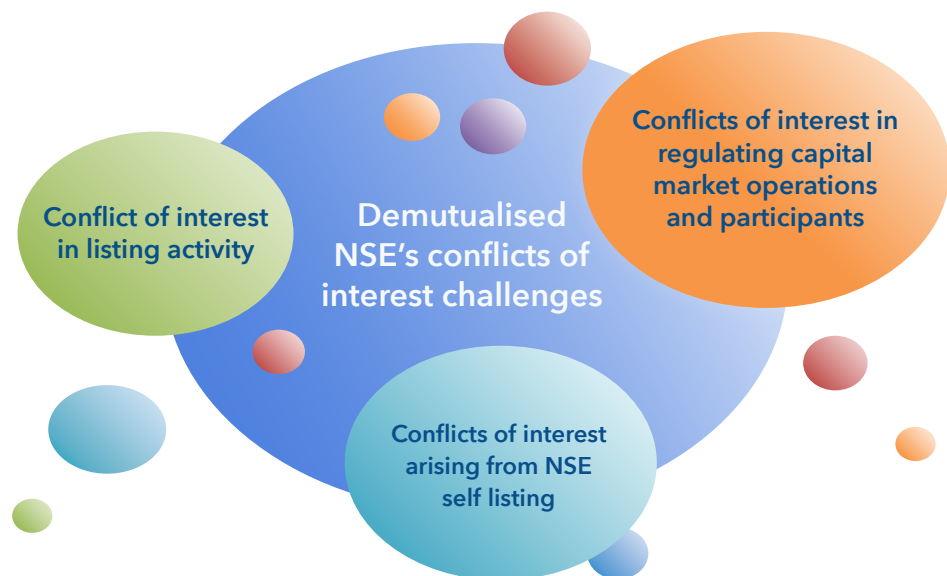 Conflicts of interest in
regulating capital
market operations
and participants
Conflict of interest
in listing activity
Demutualised
NSE’s conflicts of
interest challenges
Conflicts of interest
arising from NSE
self listing